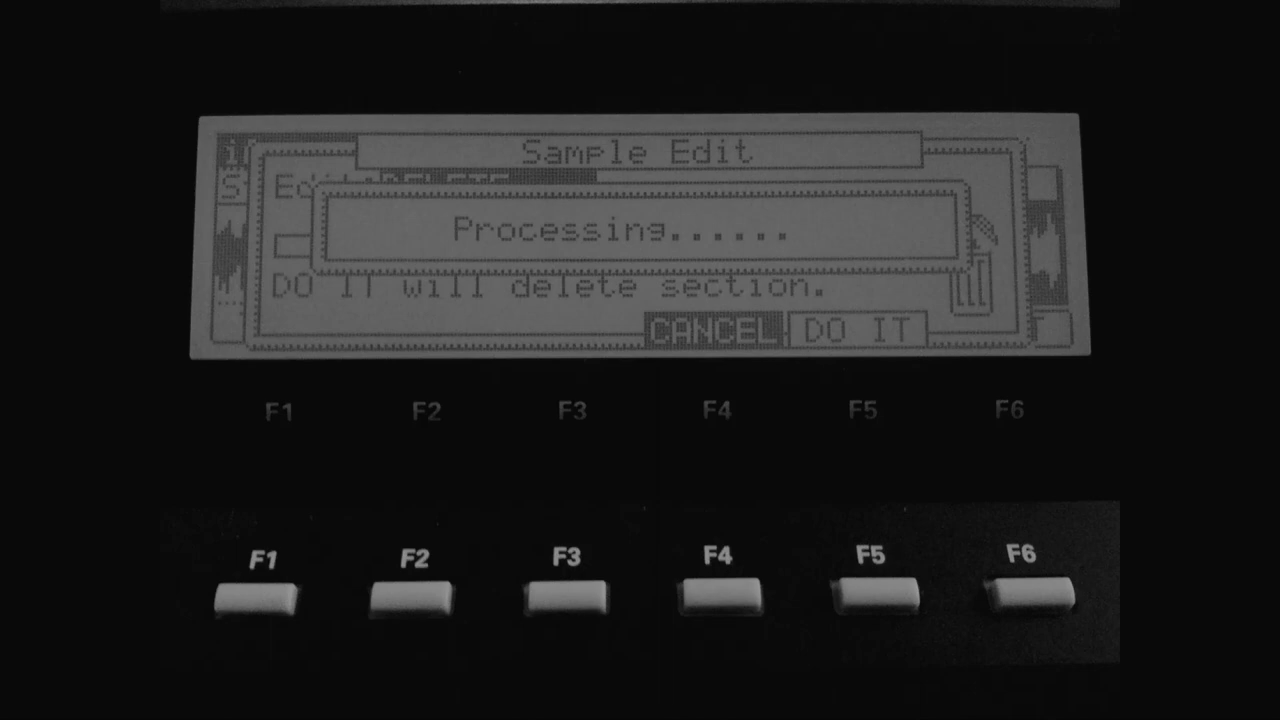 Sample Edit
Processing......
DO IT will delete section.
CANCEL DO IT
F1 F2 F3 F4 F5 F6
F1 F2 F3 F4 F5 F6